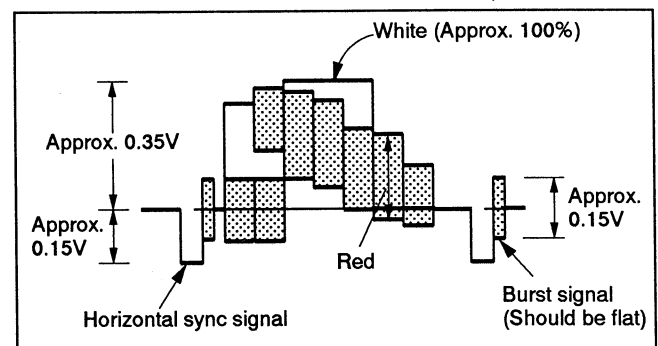 White (Approx. 100%)
Approx. 0.35V
Approx.
0.15V
Approx.
0.15V
Red
Horizontal sync signal
Burst signal
(Should be flat)